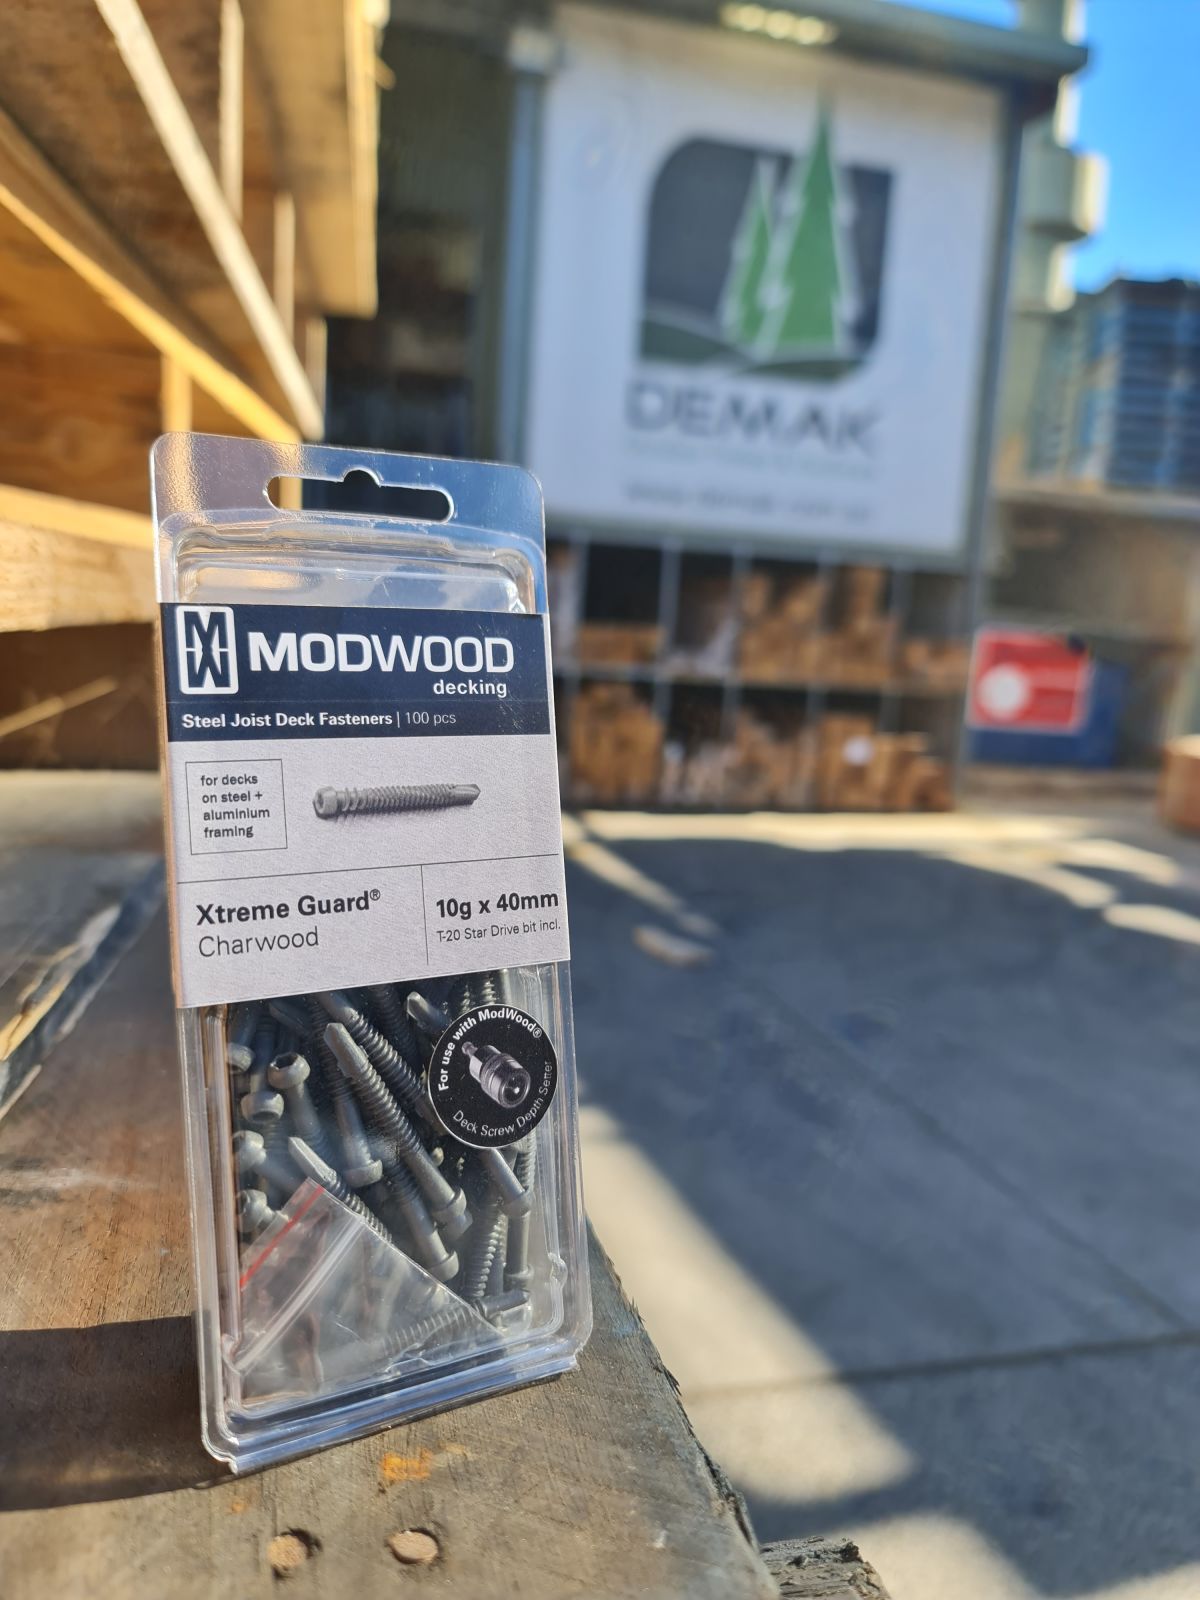 DEMAK
MW MODWOOD
decking
Steel Joist Deck Fasteners | 100 pcs
for decks
on steel +
aluminium
framing
Xtreme Guard®
Charwood
10g x 40mm
T-20 Star Drive bit incl.
For use with ModWood®
Deck Screw Depth Setter